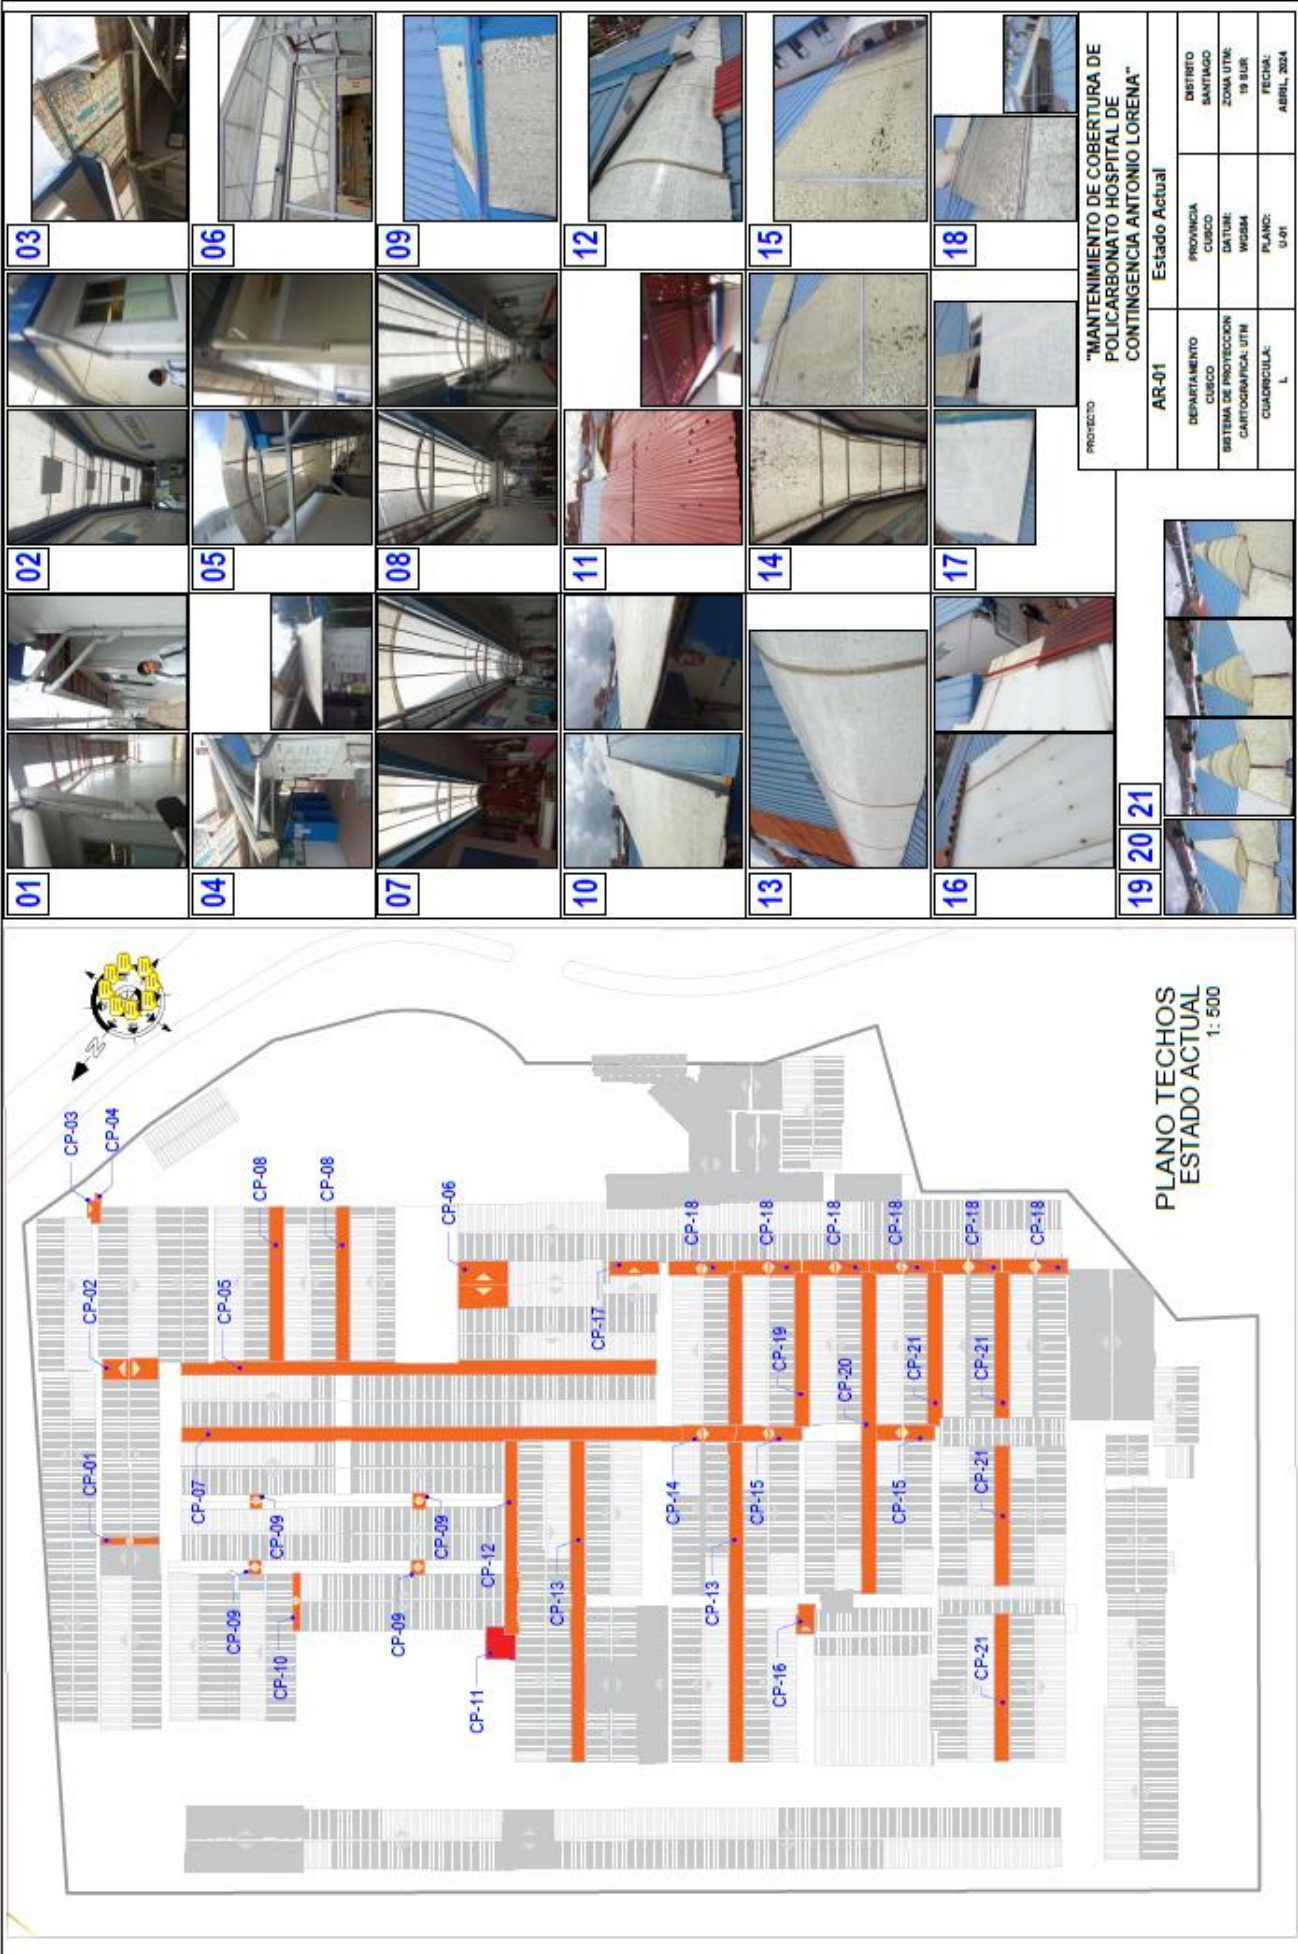 N
CP-03
CP-04
CP-02
CP-01
CP-05
CP-08
CP-08
CP-07
CP-09
CP-09
CP-10
CP-09
CP-09
CP-06
CP-11
CP-12
CP-13
CP-17
CP-14
CP-13
CP-15
CP-16
CP-18
CP-18
CP-18
CP-18
CP-18
CP-18
CP-19
CP-20
CP-15
CP-21
CP-21
CP-21
CP-21
PLANO TECHOS
ESTADO ACTUAL
1: 500
01
02
03
04
05
06
07
08
09
10
11
12
13
14
15
16
17
18
19 20 21
PROYECTO
"MANTENIMIENTO DE COBERTURA DE
POLICARBONATO HOSPITAL DE
CONTINGENCIA ANTONIO LORENA"
AR-01 Estado Actual
DEPARTAMENTO PROVINCIA DISTRITO
CUSCO CUSCO SANTIAGO
SISTEMA DE PROYECCION DATUM: ZONA UTM:
CARTOGRAFICA: UTM WGS84 19 SUR
CUADRICULA: PLANO: FECHA:
L U-01 ABRIL, 2024